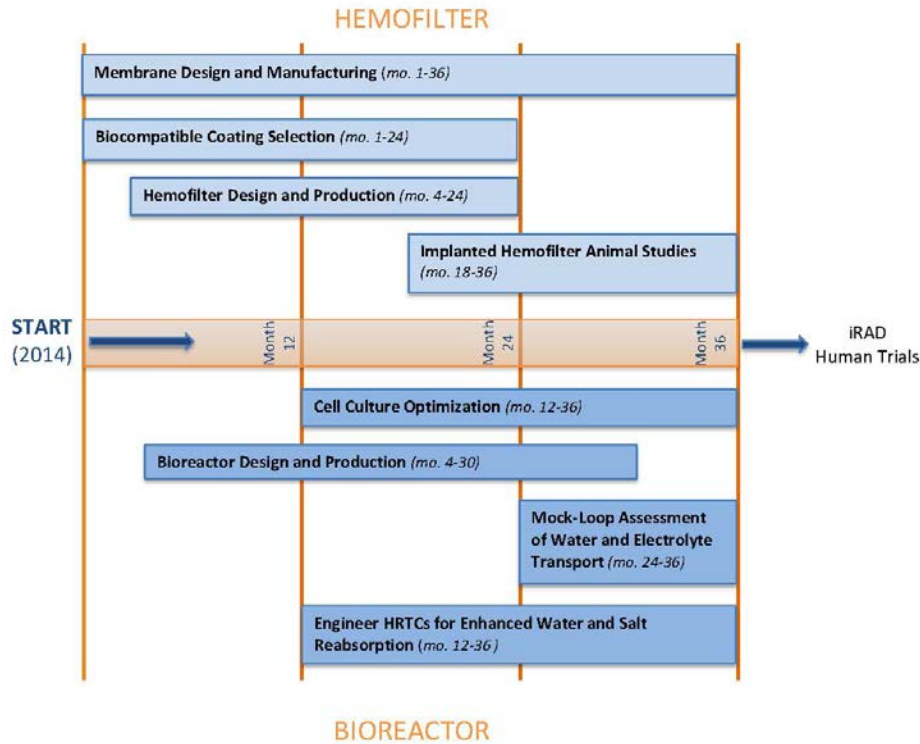 HEMOFILTER
Membrane Design and Manufacturing (mo. 1-36)
Biocompatible Coating Selection (mo. 1-24)
Hemofilter Design and Production (mo. 4-24)
Implanted Hemofilter Animal Studies
(mo. 18-36)
START
(2014)
Month
12
Month
24
Month
36
iRAD
Human Trials
Cell Culture Optimization (mo. 12-36)
Bioreactor Design and Production (mo. 4-30)
Mock-Loop Assessment
of Water and Electrolyte
Transport (mo. 24-36)
Engineer HRTCs for Enhanced Water and Salt
Reabsorption (mo. 12-36)
BIOREACTOR